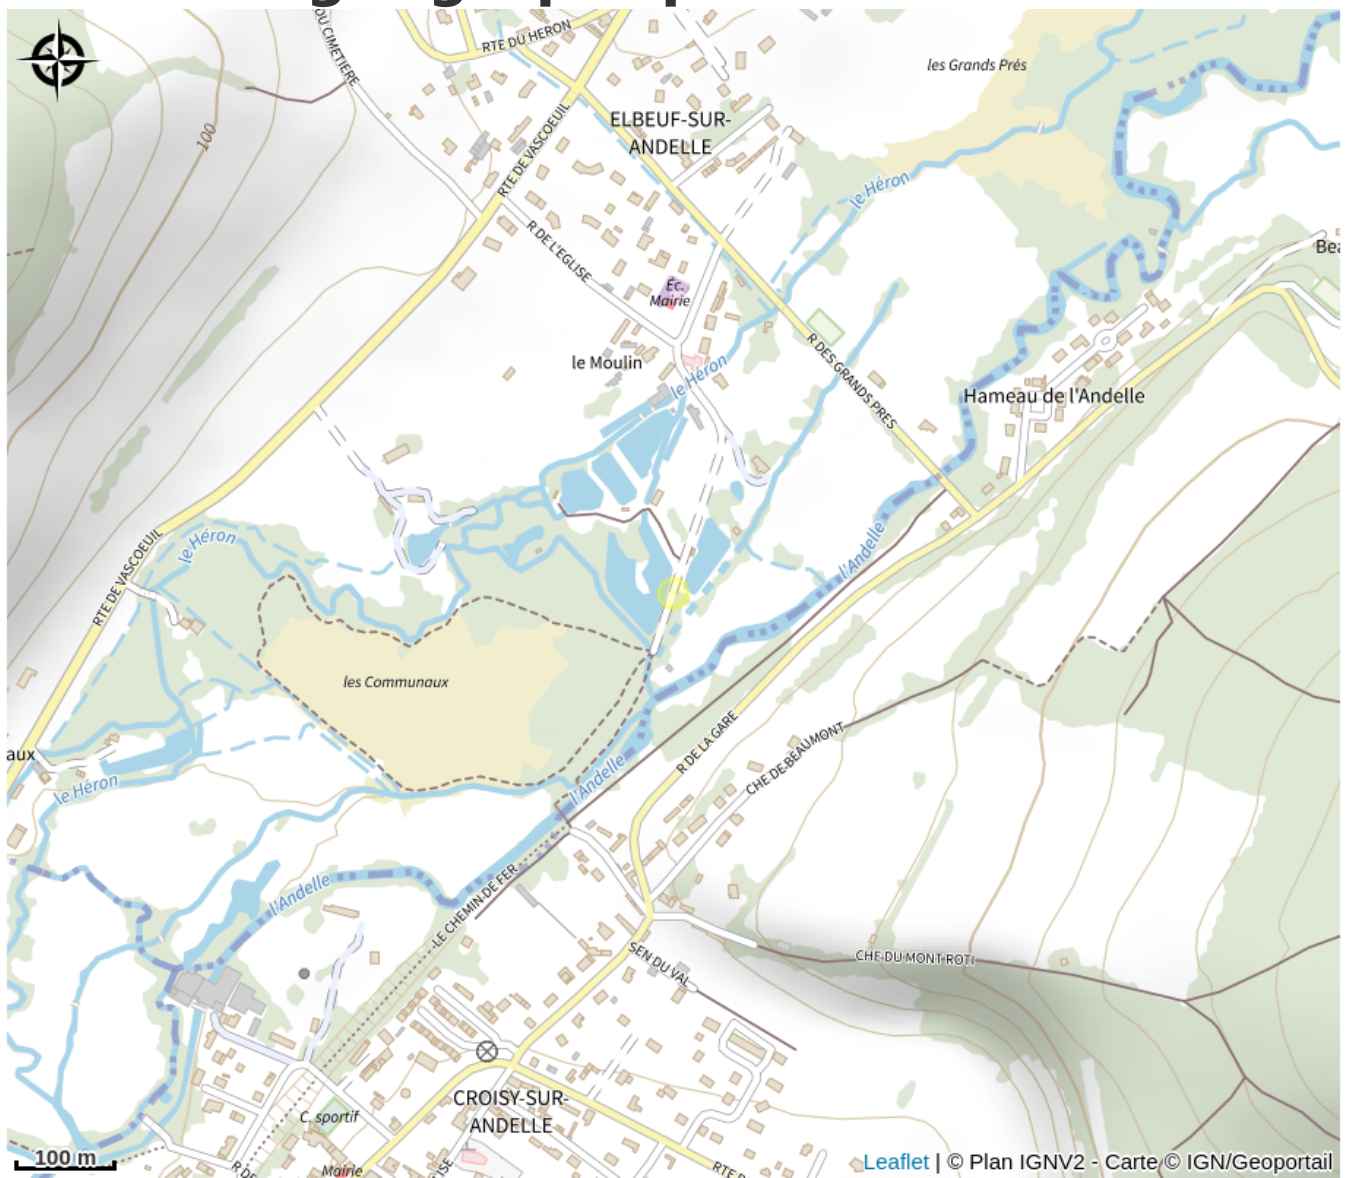 DU CIMETIERE
RTE DU HERON
les Grands Prés
100
ELBEUF-SUR-
ANDELLE
RTE DE VASCOEUIL
le Héron
R DE L'EGLISE
Éc.
Mairie
le Moulin
le Héron
R DES GRANDS PRES
Hameau de l'Andelle
RTE DE VASCOEUIL
le Héron
l'Andelle
les Communaux
R DE LA GARE
CHE DE BEAUMONT
aux
le Héron
l'Andelle
l'Andelle
LE CHEMIN DE FER
SEN DU VAL
CHE DU MONT ROTI
CROISY-SUR-
ANDELLE
C. sportif
Mairie
R DE
RTE
100 m
Leaflet | © Plan IGNV2 - Carte © IGN/Geoportail